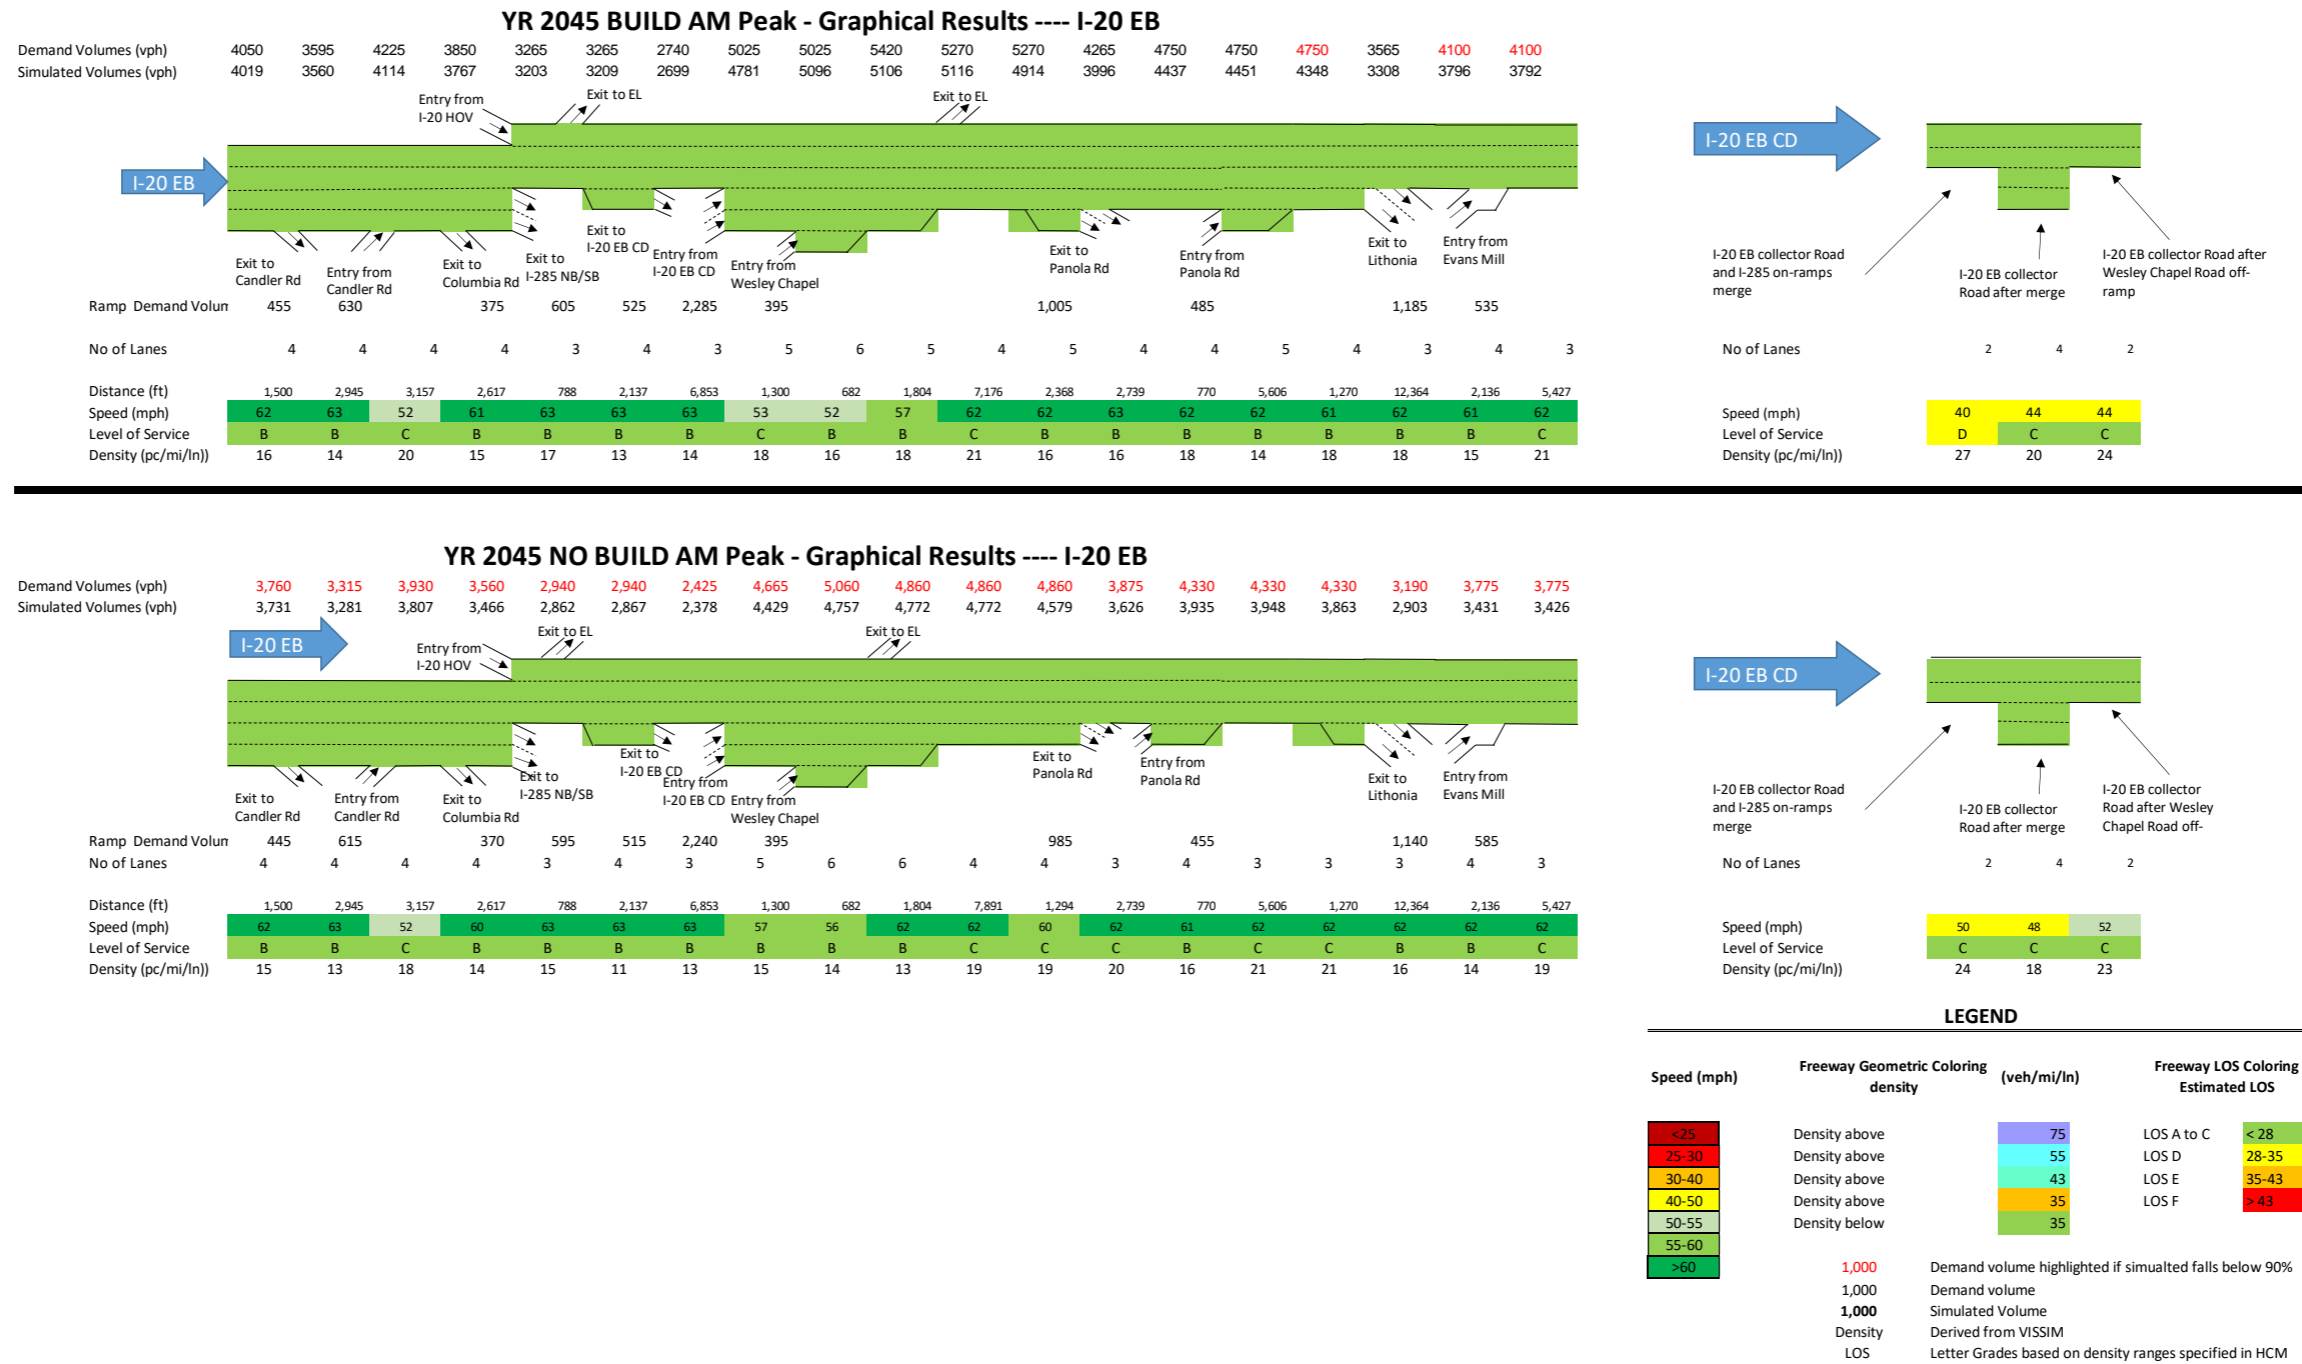 YR 2045 BUILD AM Peak - Graphical Results ---- I-20 EB
Demand Volumes (vph) 4050 3595 4225 3850 3265 3265 2740 5025 5025 5420 5270 5270 4265 4750 4750 4750 3565 4100 4100
Simulated Volumes (vph) 4019 3560 4114 3767 3203 3209 2699 4781 5096 5106 5116 4914 3996 4437 4451 4348 3308 3796 3792
Entry from
I-20 HOV
Exit to EL
Exit to EL
I-20 EB
I-20 EB CD
Exit to
Candler Rd
Entry from
Candler Rd
Exit to
Columbia Rd
Exit to
I-285 NB/SB
Exit to
I-20 EB CD
Entry from
I-20 EB CD
Entry from
Wesley Chapel
Exit to
Panola Rd
Entry from
Panola Rd
Exit to
Lithonia
Entry from
Evans Mill
I-20 EB collector Road
and I-285 on-ramps
merge
I-20 EB collector
Road after merge
I-20 EB collector Road after
Wesley Chapel Road off-
ramp
Ramp Demand Volum 455 630 375 605 525 2,285 395 1,005 485 1,185 535
No of Lanes 4 4 4 4 3 4 3 5 6 5 4 5 4 4 5 4 3 4 3
No of Lanes 2 4 2
Distance (ft) 1,500 2,945 3,157 2,617 788 2,137 6,853 1,300 682 1,804 7,176 2,368 2,739 770 5,606 1,270 12,364 2,136 5,427
Speed (mph) 62 63 52 61 63 63 63 53 52 57 62 62 63 62 62 61 62 61 62
Level of Service B B C B B B B C B B C B B B B B B B C
Density (pc/mi/ln)) 16 14 20 15 17 13 14 18 16 18 21 16 16 18 14 18 18 15 21
Speed (mph) 40 44 44
Level of Service D C C
Density (pc/mi/ln)) 27 20 24
YR 2045 NO BUILD AM Peak - Graphical Results ---- I-20 EB
Demand Volumes (vph) 3,760 3,315 3,930 3,560 2,940 2,940 2,425 4,665 5,060 4,860 4,860 4,860 3,875 4,330 4,330 4,330 3,190 3,775 3,775
Simulated Volumes (vph) 3,731 3,281 3,807 3,466 2,862 2,867 2,378 4,429 4,757 4,772 4,772 4,579 3,626 3,935 3,948 3,863 2,903 3,431 3,426
I-20 EB
Entry from
I-20 HOV
Exit to EL
Exit to EL
I-20 EB CD
Exit to
Candler Rd
Entry from
Candler Rd
Exit to
Columbia Rd
Exit to
I-285 NB/SB
Exit to
I-20 EB CD
Entry from
I-20 EB CD
Entry from
Wesley Chapel
Exit to
Panola Rd
Entry from
Panola Rd
Exit to
Lithonia
Entry from
Evans Mill
I-20 EB collector Road
and I-285 on-ramps
merge
I-20 EB collector
Road after merge
I-20 EB collector
Road after Wesley
Chapel Road off-
Ramp Demand Volum 445 615 370 595 515 2,240 395 985 455 1,140 585
No of Lanes 4 4 4 4 3 4 3 5 6 6 4 4 3 4 3 3 3 4 3
No of Lanes 2 4 2
Distance (ft) 1,500 2,945 3,157 2,617 788 2,137 6,853 1,300 682 1,804 7,891 1,294 2,739 770 5,606 1,270 12,364 2,136 5,427
Speed (mph) 62 63 52 60 63 63 63 57 56 62 62 60 62 61 62 62 62 62 62
Level of Service B B C B B B B B B B C C C B C C B B C
Density (pc/mi/ln)) 15 13 18 14 15 11 13 15 14 13 19 19 20 16 21 21 16 14 19
Speed (mph) 50 48 52
Level of Service C C C
Density (pc/mi/ln)) 24 18 23
LEGEND
Speed (mph)
Freeway Geometric Coloring
density
(veh/mi/ln)
Freeway LOS Coloring
Estimated LOS
<25 Density above 75 LOS A to C < 28
25-30 Density above 55 LOS D 28-35
30-40 Density above 43 LOS E 35-43
40-50 Density above 35 LOS F > 43
50-55 Density below 35
55-60
>60
1,000 Demand volume highlighted if simualted falls below 90%
1,000 Demand volume
1,000 Simulated Volume
Density Derived from VISSIM
LOS Letter Grades based on density ranges specified in HCM